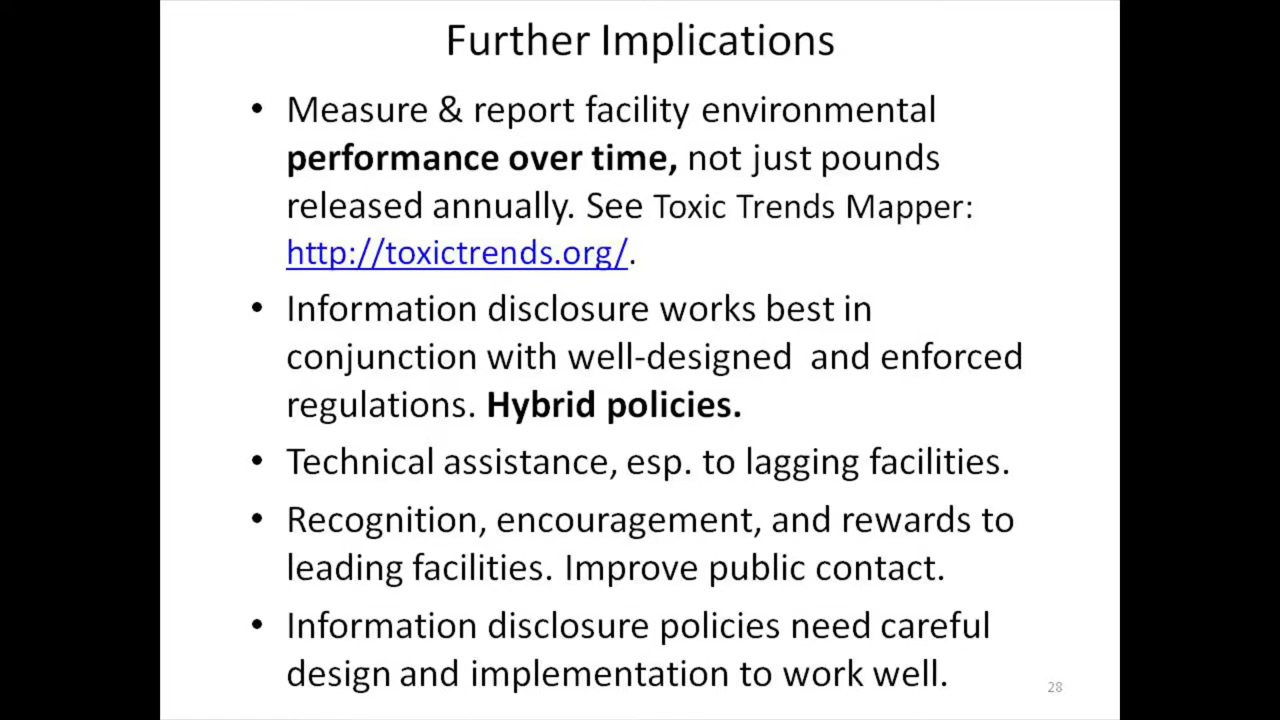 Further Implications
• Measure & report facility environmental
performance over time, not just pounds
released annually. See Toxic Trends Mapper:
http://toxictrends.org/.
• Information disclosure works best in
conjunction with well-designed  and enforced
regulations. Hybrid policies.
• Technical assistance, esp. to lagging facilities.
• Recognition, encouragement, and rewards to
leading facilities. Improve public contact.
• Information disclosure policies need careful
design and implementation to work well.
28